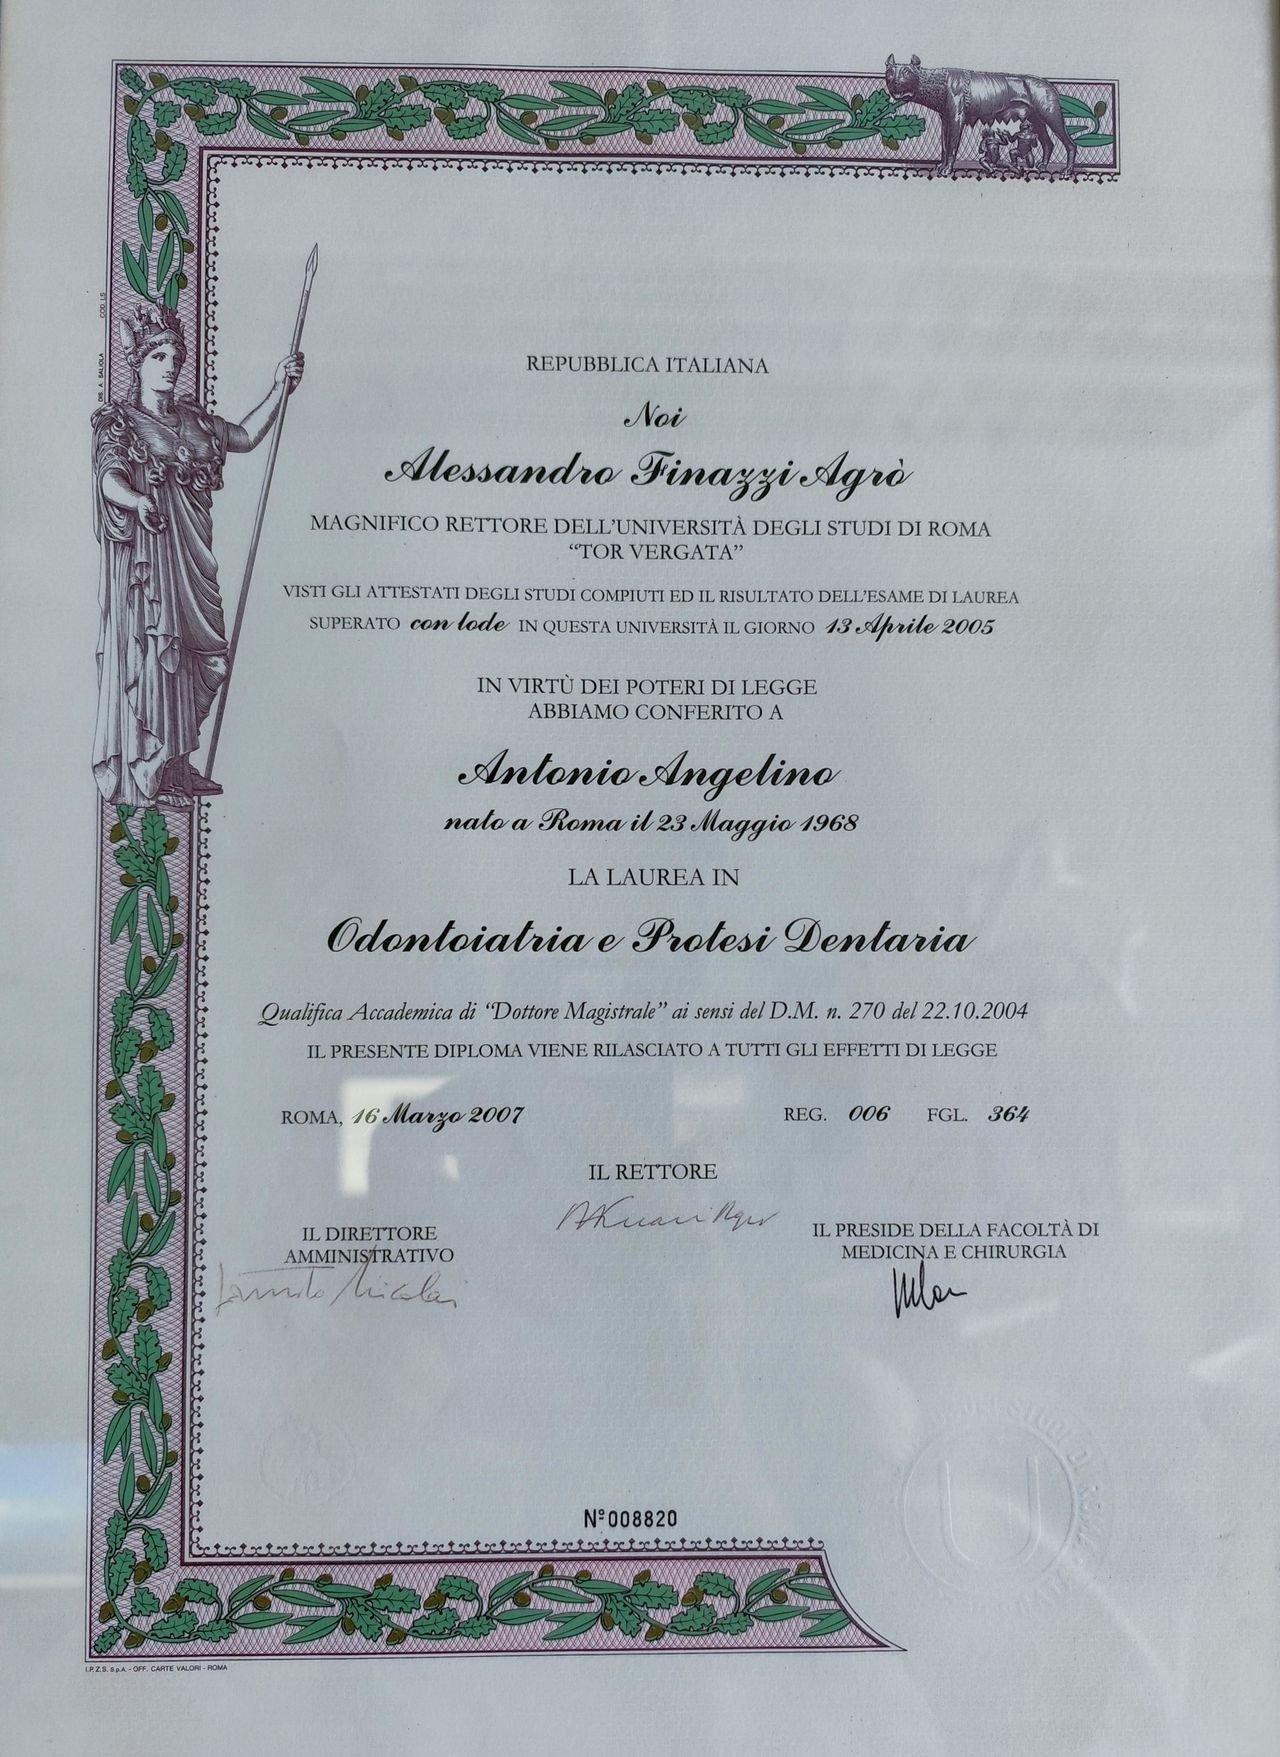 REPUBBLICA ITALIANA
Noi
Alessandro Finazzi Agrò
MAGNIFICO RETTORE DELL'UNIVERSITÀ DEGLI STUDI DI ROMA
“TOR VERGATA”
VISTI GLI ATTESTATI DEGLI STUDI COMPIUTI ED IL RISULTATO DELL'ESAME DI LAUREA
SUPERATO con lode IN QUESTA UNIVERSITÀ IL GIORNO 13 Aprile 2005
IN VIRTÙ DEI POTERI DI LEGGE
ABBIAMO CONFERITO A
Antonio Angelino
nato a Roma il 23 Maggio 1968
LA LAUREA IN
Odontoiatria e Protesi Dentaria
Qualifica Accademica di “Dottore Magistrale” ai sensi del D.M. n. 270 del 22.10.2004
IL PRESENTE DIPLOMA VIENE RILASCIATO A TUTTI GLI EFFETTI DI LEGGE
ROMA, 16 Marzo 2007 REG. 006 FGL. 364
IL RETTORE
IL DIRETTORE
AMMINISTRATIVO
IL PRESIDE DELLA FACOLTÀ DI
MEDICINA E CHIRURGIA
Nº008820
I.P.Z.S. S.p.A. - OFF. CARTE VALORI - ROMA
DIS. A. SALIOLA COD. I.S